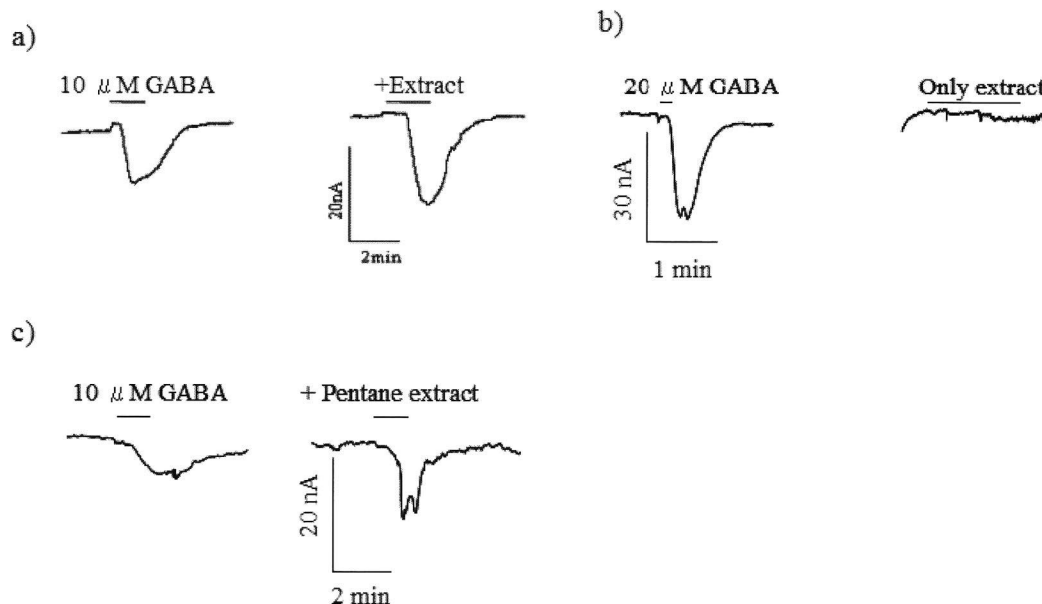 a)
10 μM GABA
+Extract
20nA
2min
b)
20 μM GABA
Only extract
30 nA
1 min
c)
10 μM GABA
+ Pentane extract
20 nA
2 min